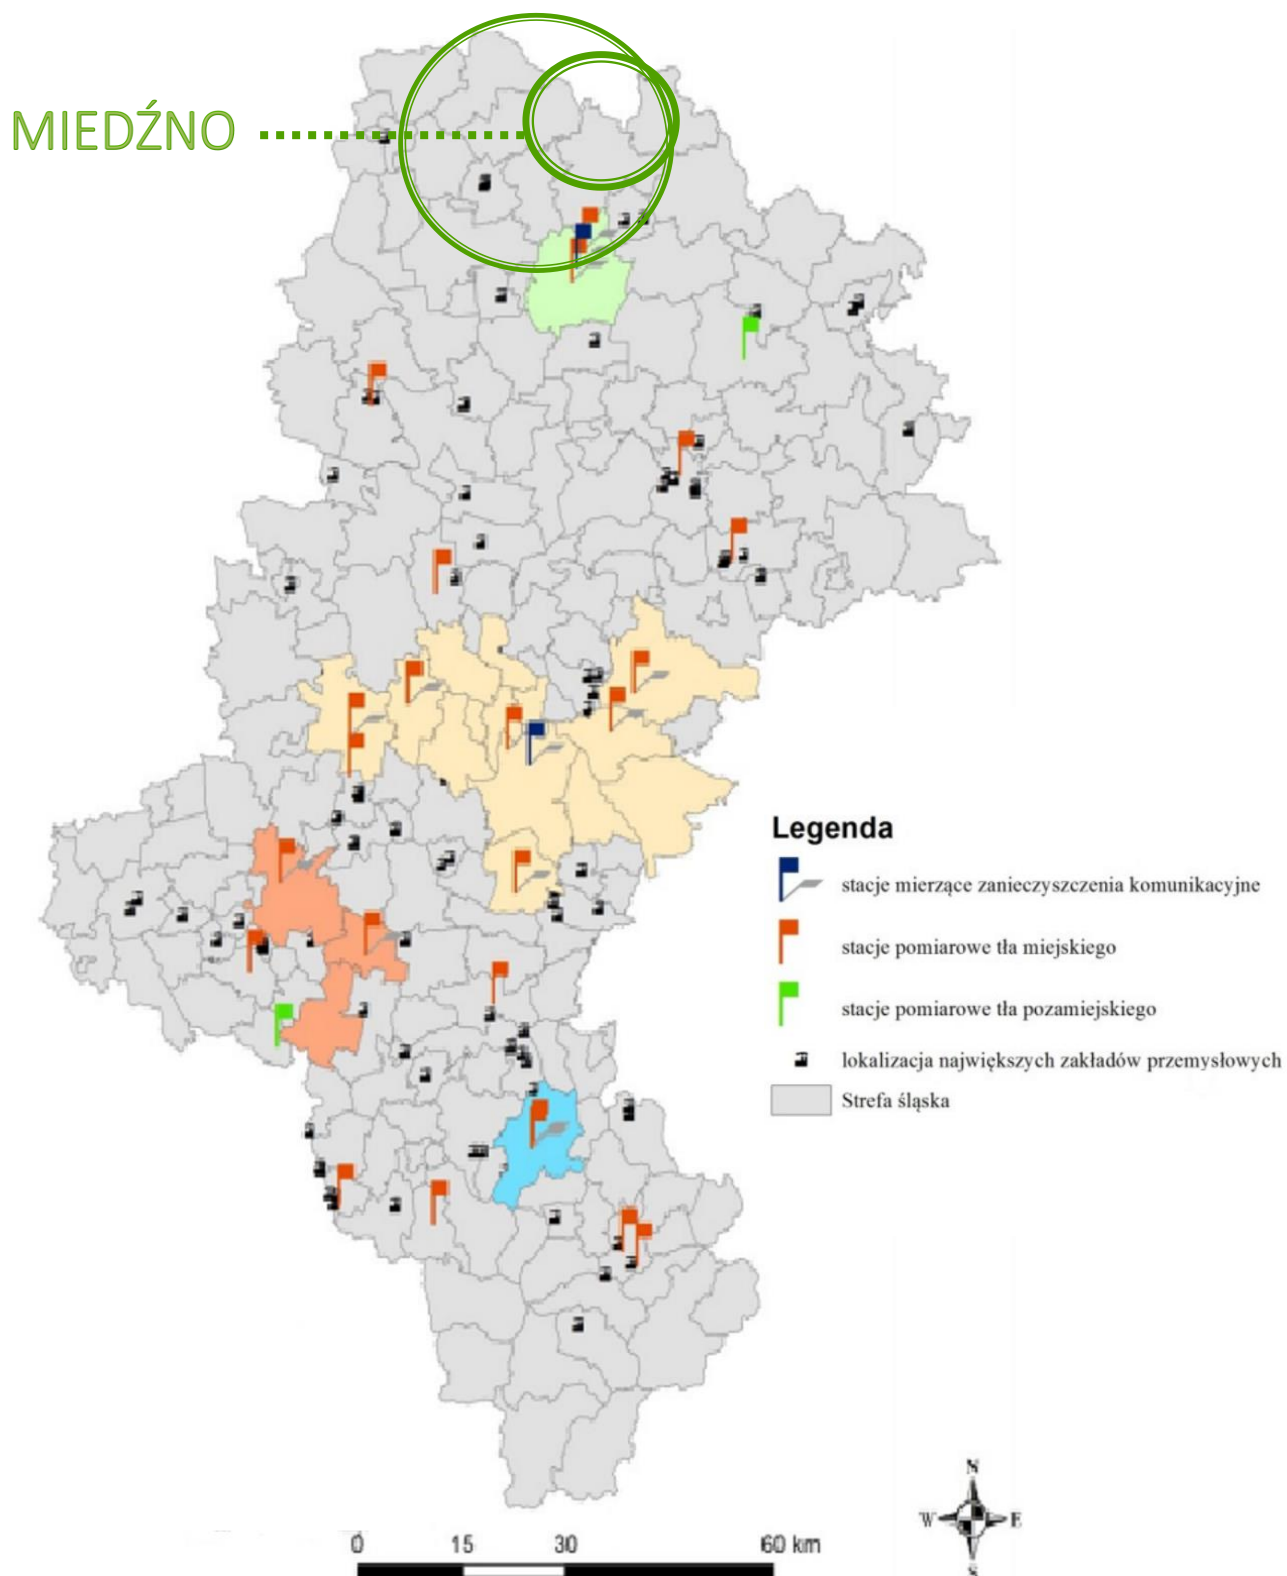 MIEDŹNO
Legenda
stacje mierzące zanieczyszczenia komunikacyjne
stacje pomiarowe tła miejskiego
stacje pomiarowe tła pozamiejskiego
lokalizacja największych zakładów przemysłowych
Strefa śląska
N
W E
S
0 15 30 60 km